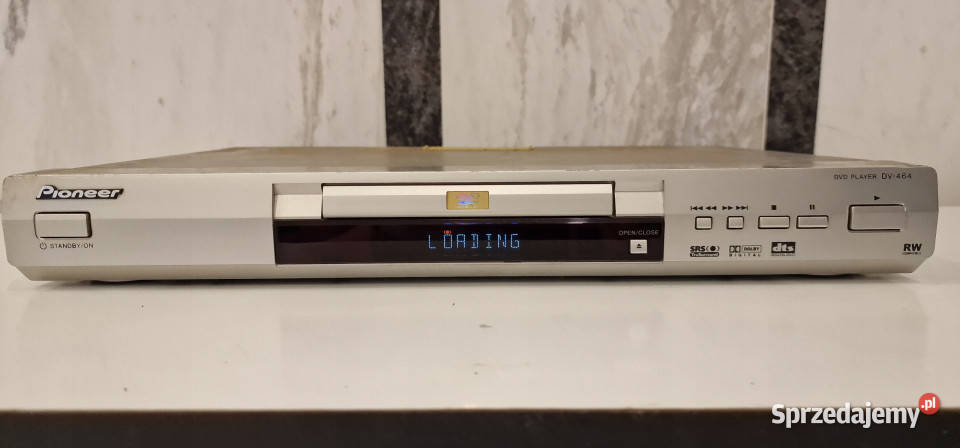 Pioneer
DVD PLAYER DV-464
STANDBY/ON
LOADING
OPEN/CLOSE
SRS(●)
TruSurround
DOLBY
DIGITAL
dts
RW
Sprzedajemy.pl